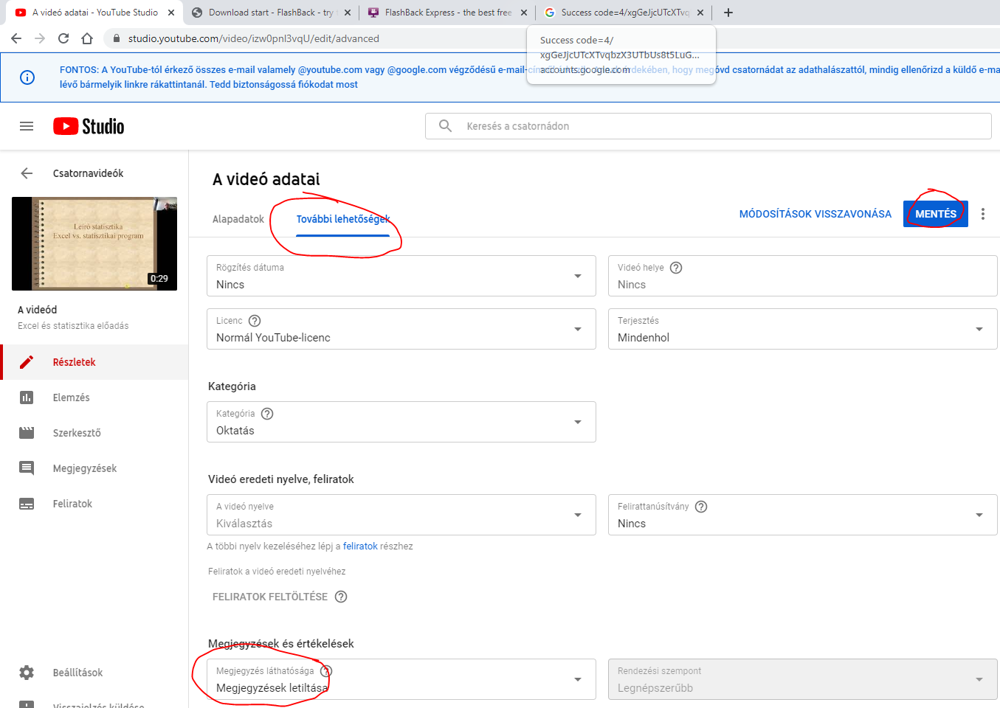 A videó adatai - YouTube Studio
Download start - FlashBack - try
FlashBack Express - the best free
Success code=4/xgGeJjcUTcXTvq
studio.youtube.com/video/izw0pnl3vqU/edit/advanced
Success code=4/
xgGeJjcUTcXTvqbzX3UTbUs8t5LuG...
accounts.google.com
FONTOS: A YouTube-tól érkező összes e-mail valamely @youtube.com vagy @google.com végződésű e-mail- hogy megóvd csatornádat az adathalászattól, mindig ellenőrizd a küldő e-ma
lévő bármelyik linkre rákattintanál. Tedd biztonságossá fiókodat most
Studio
Keresés a csatornádon
Csatornavideók
A videó adatai
Alapadatok
További lehetőségek
MÓDOSÍTÁSOK VISSZAVONÁSA
MENTÉS
Leíró statisztika
Excel vs. statisztikai program
0:29
A videód
Excel és statisztika előadás
Részletek
Elemzés
Szerkesztő
Megjegyzések
Feliratok
Beállítások
Visszajelzés küldése
Rögzítés dátuma
Nincs
Videó helye
Nincs
Licenc
Normál YouTube-licenc
Terjesztés
Mindenhol
Kategória
Kategória
Oktatás
Videó eredeti nyelve, feliratok
A videó nyelve
Kiválasztás
Felirattanúsítvány
Nincs
A többi nyelv kezeléséhez lépj a feliratok részhez
Feliratok a videó eredeti nyelvéhez
FELIRATOK FELTÖLTÉSE
Megjegyzések és értékelések
Megjegyzés láthatósága
Megjegyzések letiltása
Rendezési szempont
Legnépszerűbb